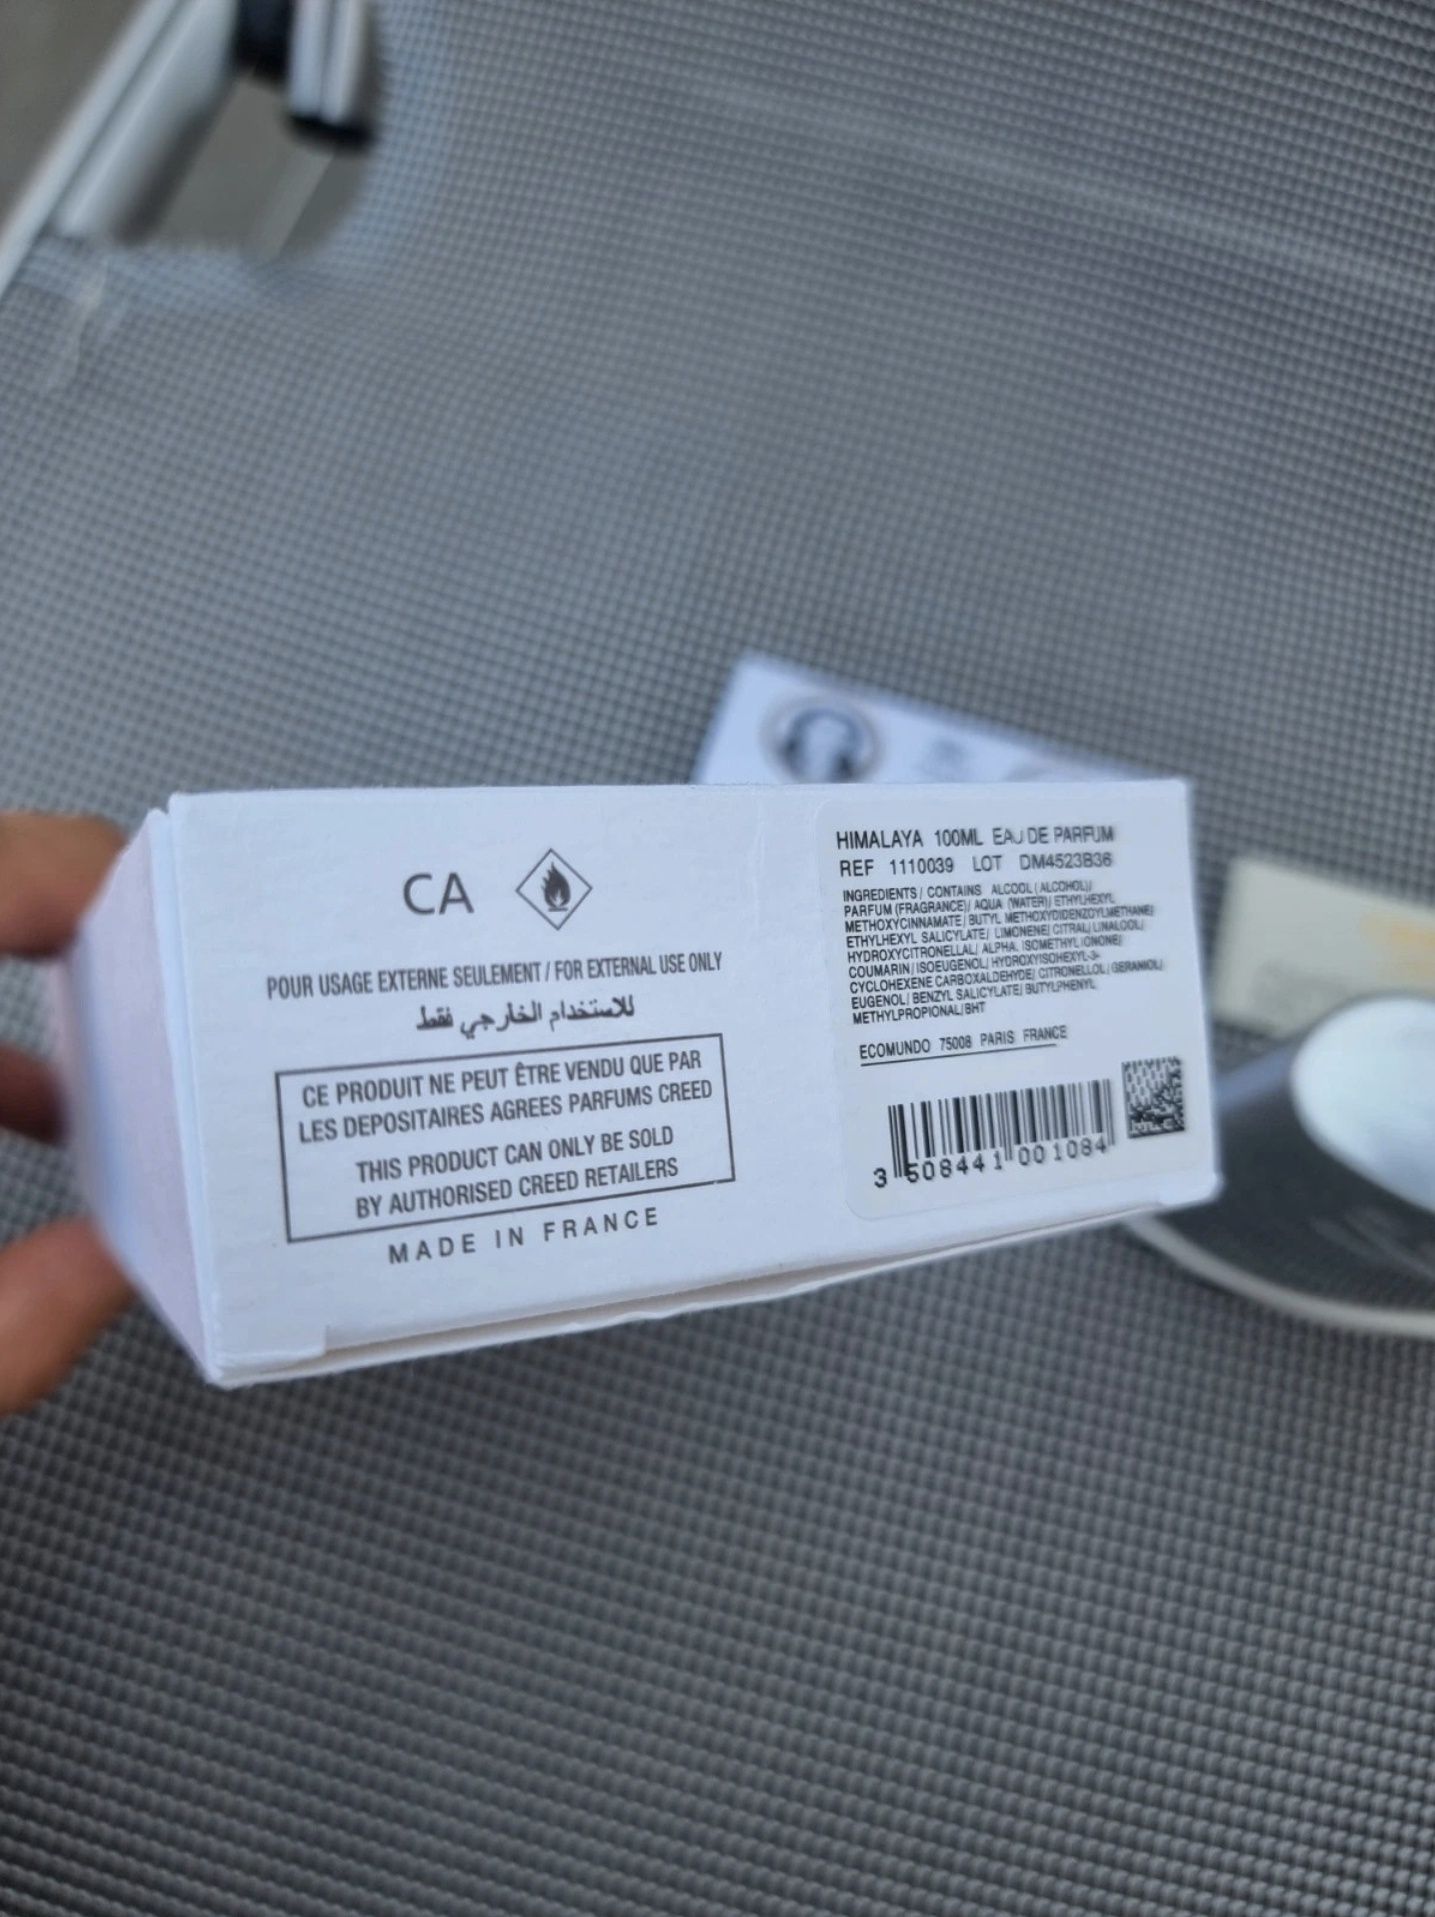 CA
POUR USAGE EXTERNE SEULEMENT / FOR EXTERNAL USE ONLY
للاستخدام الخارجي فقط
CE PRODUIT NE PEUT ÊTRE VENDU QUE PAR
LES DEPOSITAIRES AGREES PARFUMS CREED
THIS PRODUCT CAN ONLY BE SOLD
BY AUTHORISED CREED RETAILERS
MADE IN FRANCE
HIMALAYA 100ML EAU DE PARFUM
REF 1110039 LOT DM4523B36
INGREDIENTS / CONTAINS ALCOOL (ALCOHOL)/
PARFUM (FRAGRANCE)/ AQUA (WATER)/ ETHYLHEXYL
METHOXYCINNAMATE/ BUTYL METHOXYDIDENZOYLMETHANE/
ETHYLHEXYL SALICYLATE/ LIMONENE/ CITRAL/ LINALOOL/
HYDROXYCITRONELLAL/ ALPHA. ISOMETHYL IONONE/
COUMARIN/ISOEUGENOL/ HYDROXYISOHEXYL-3-
CYCLOHEXENE CARBOXALDEHYDE/ CITRONELLOL/ GERANIOL/
EUGENOL/ BENZYL SALICYLATE/ BUTYLPHENYL
METHYLPROPIONAL/BHT
ECOMUNDO 75008 PARIS FRANCE
3 508441 001084